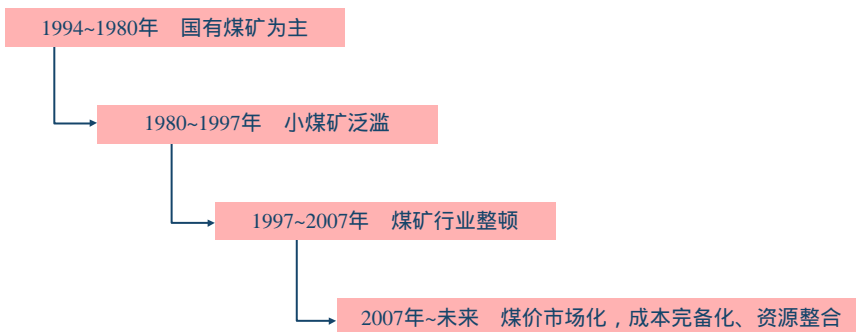 1994~1980年 国有煤矿为主
1980~1997年 小煤矿泛滥
1997~2007年 煤矿行业整顿
2007年~未来 煤价市场化，成本完备化、资源整合